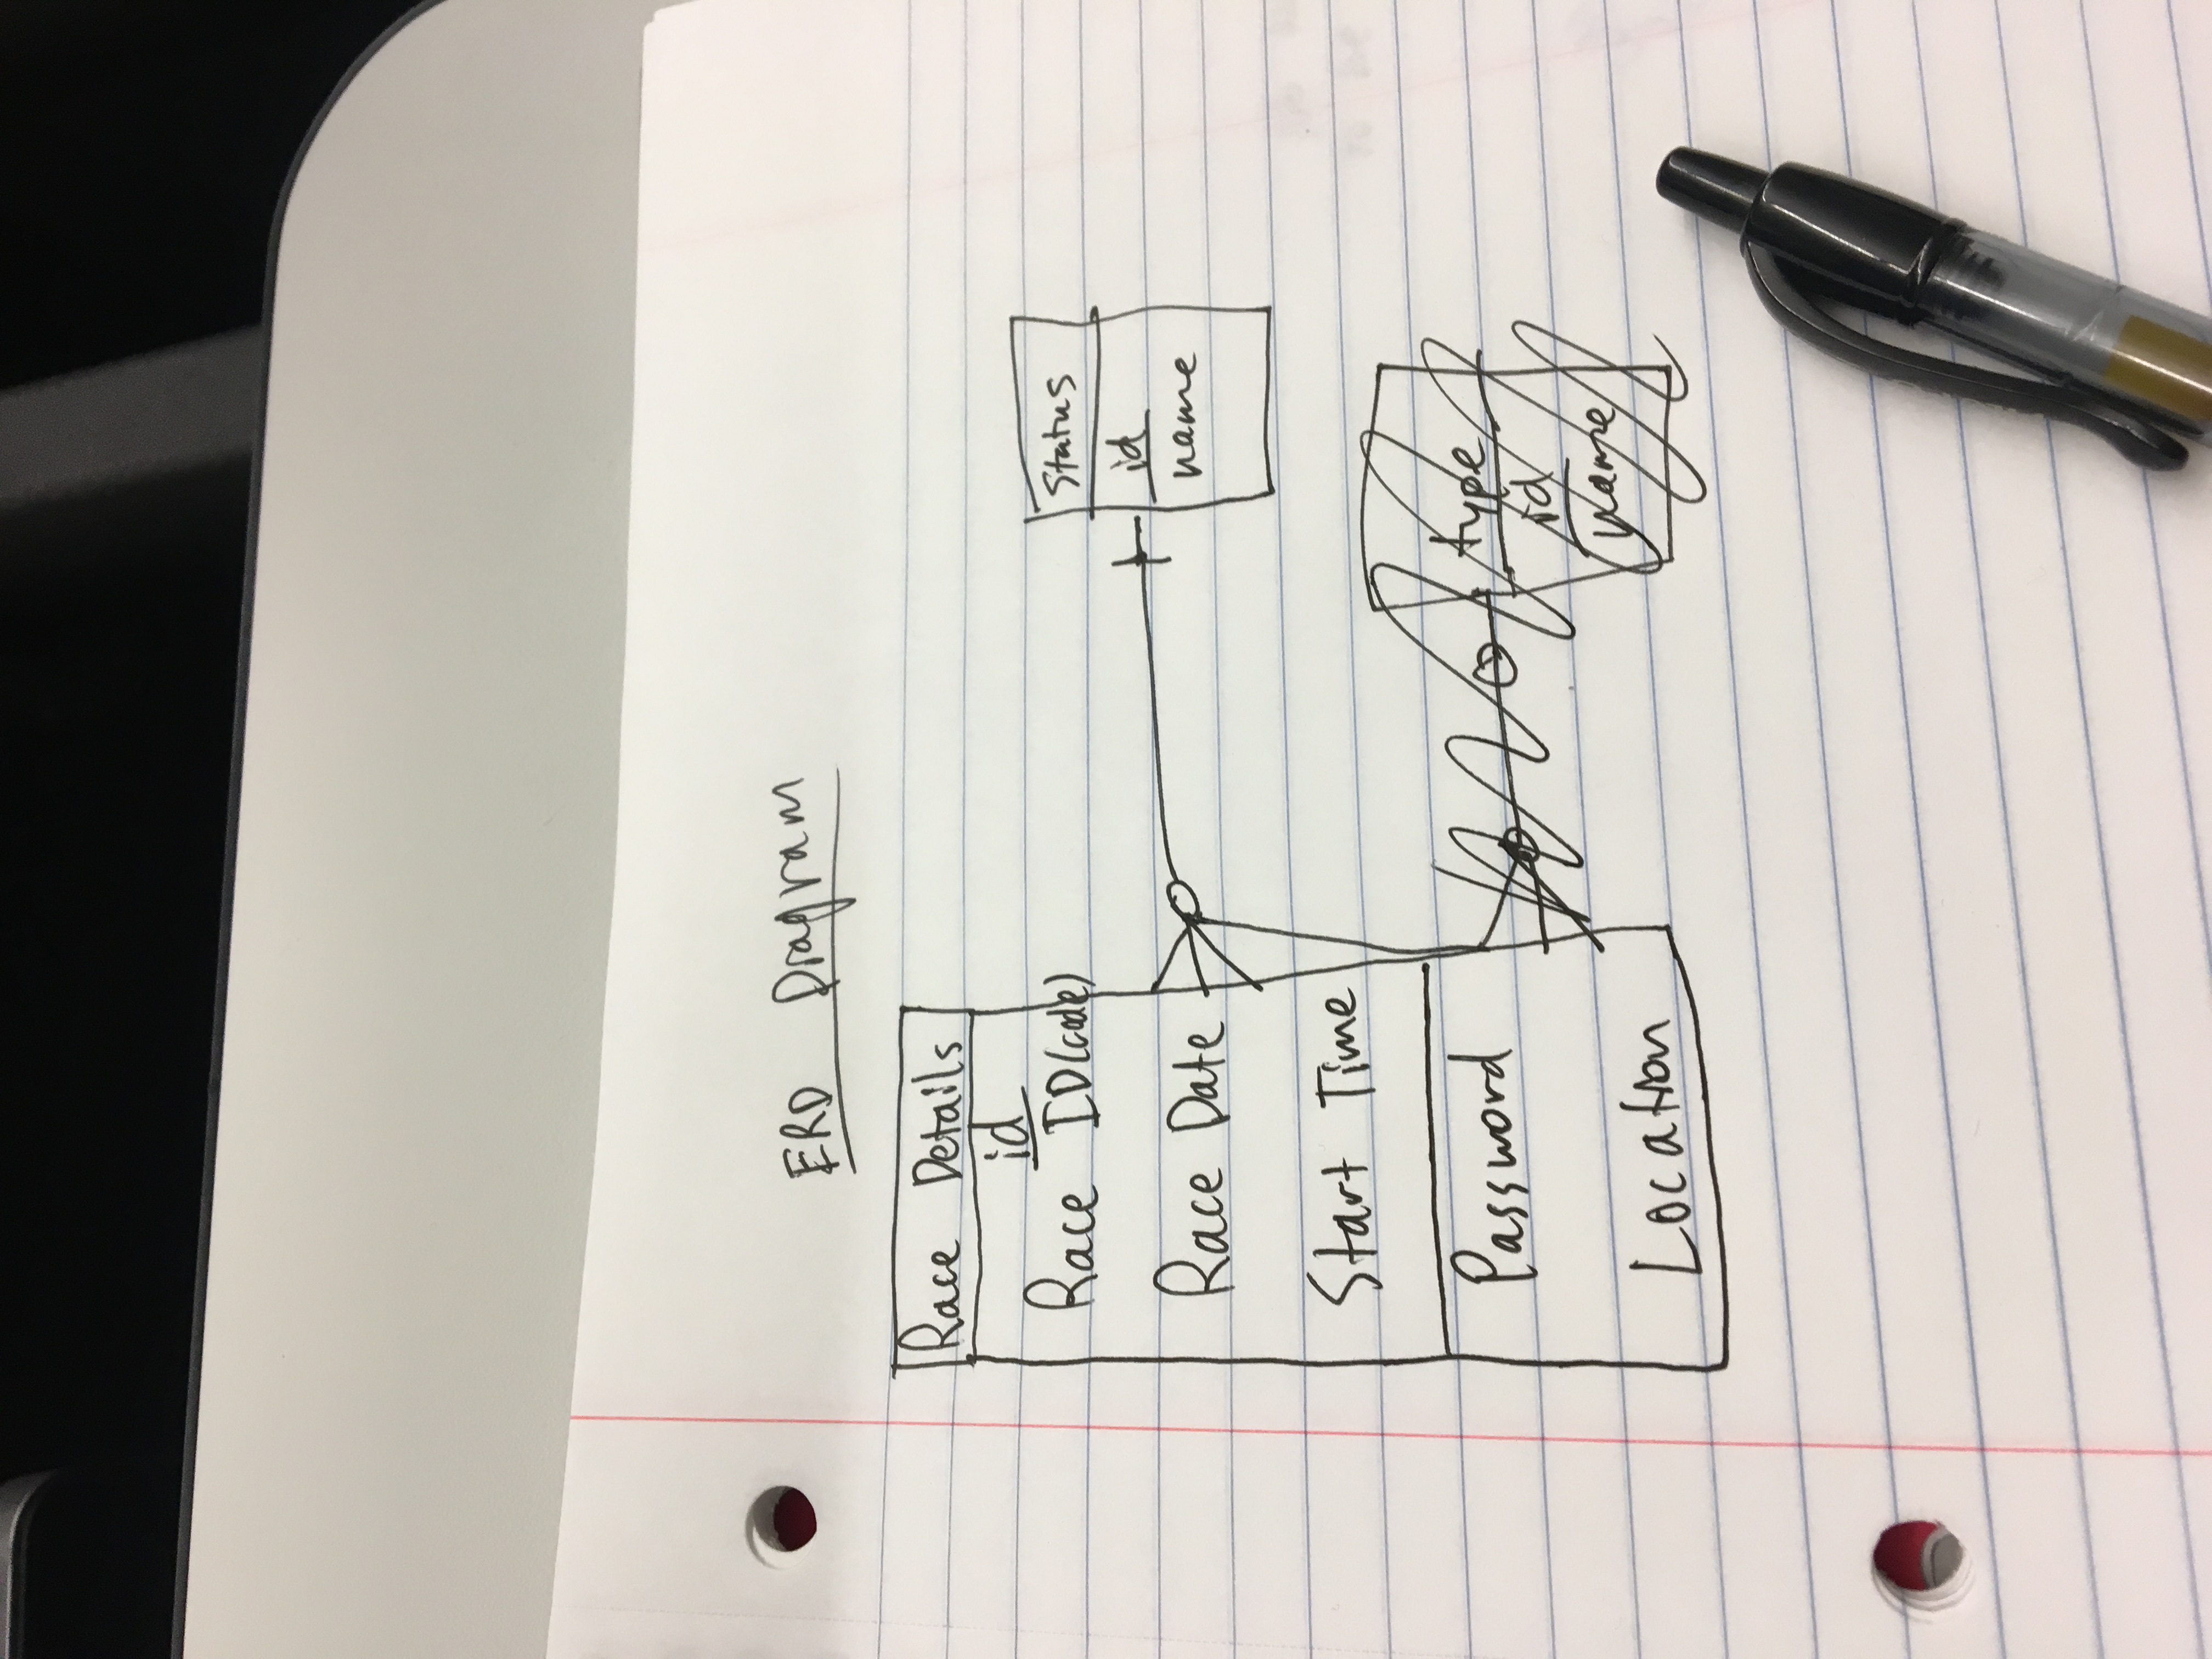 ERD Diagram
Race Details
id
Race ID(code)
Race Date
Start Time
Password
Location
Status
id
name
type
id
name